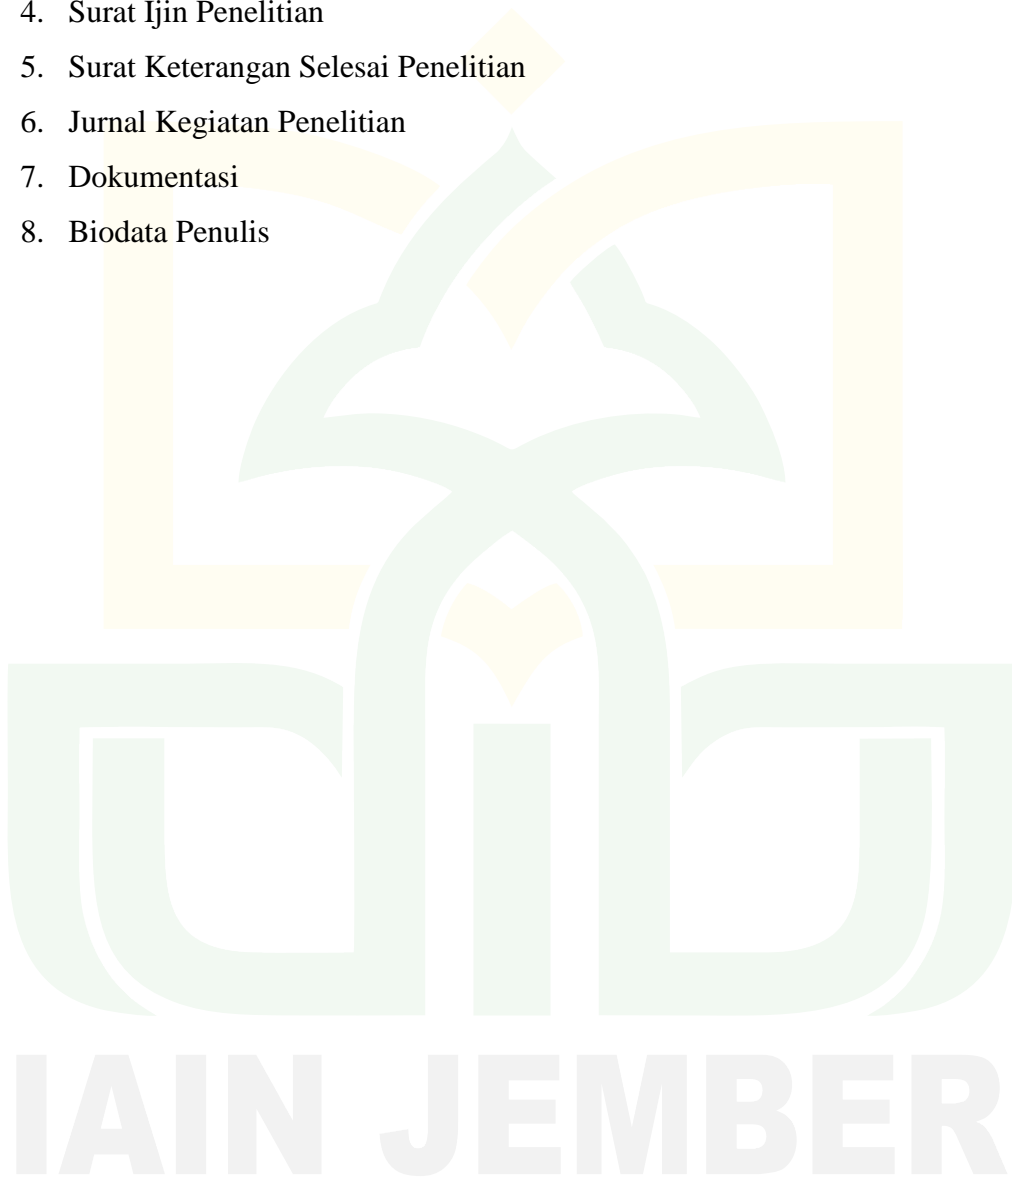 4. Surat Ijin Penelitian
5. Surat Keterangan Selesai Penelitian
6. Jurnal Kegiatan Penelitian
7. Dokumentasi
8. Biodata Penulis
IAIN JEMBER